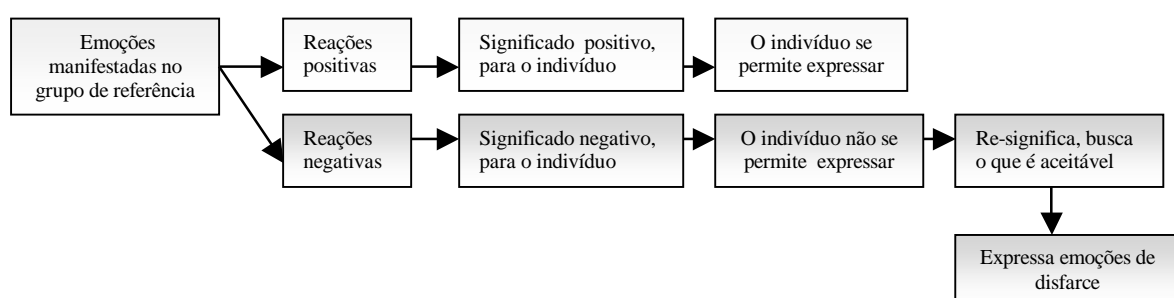 Emoções
manifestadas no
grupo de referência
Reações
positivas
Significado positivo,
para o indivíduo
O indivíduo se
permite expressar
Reações
negativas
Significado negativo,
para o indivíduo
O indivíduo não se
permite expressar
Re-significa, busca
o que é aceitável
Expressa emoções de
disfarce